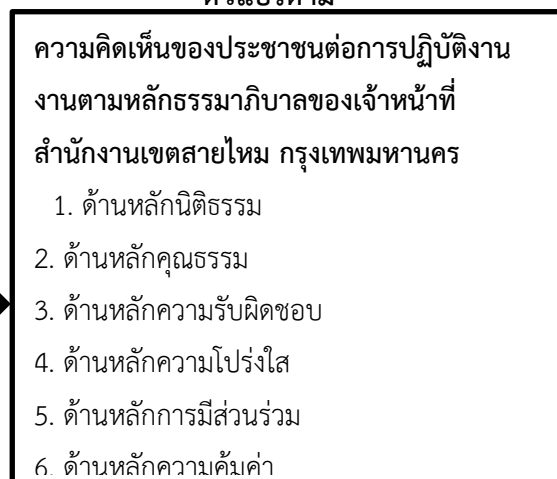 ตัวแปรตาม
ความคิดเห็นของประชาชนต่อการปฏิบัติงาน
งานตามหลักธรรมาภิบาลของเจ้าหน้าที่
สำนักงานเขตสายไหม กรุงเทพมหานคร
1. ด้านหลักนิติธรรม
2. ด้านหลักคุณธรรม
3. ด้านหลักความรับผิดชอบ
4. ด้านหลักความโปร่งใส
5. ด้านหลักการมีส่วนร่วม
6. ด้านหลักความคุ้มค่า